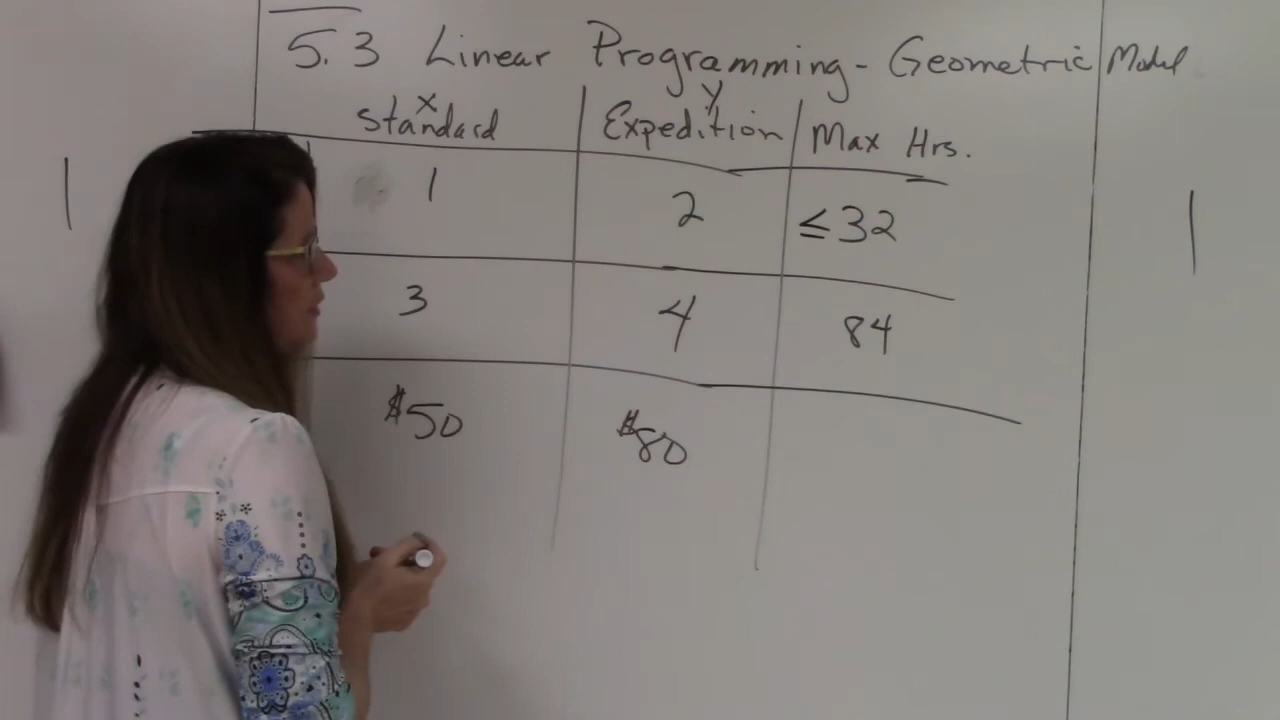 5.3 Linear Programming - Geometric Model
x y
Standard Expedition Max Hrs.
1 2 ≤32
3 4 84
$50 $80